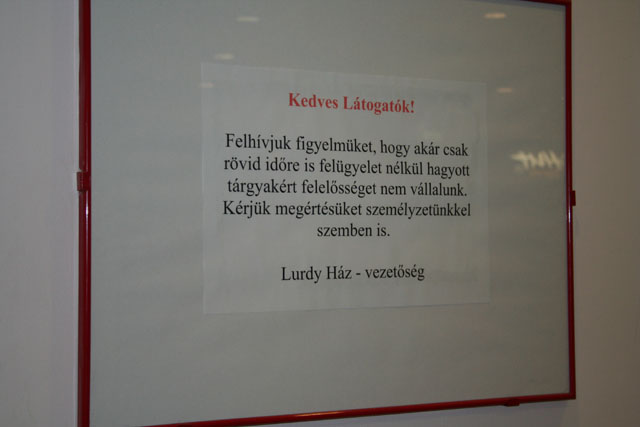 Kedves Látogatók!
Felhívjuk figyelmüket, hogy akár csak
rövid időre is felügyelet nélkül hagyott
tárgyakért felelősséget nem vállalunk.
Kérjük megértésüket személyzetünkkel
szemben is.
Lurdy Ház - vezetőség